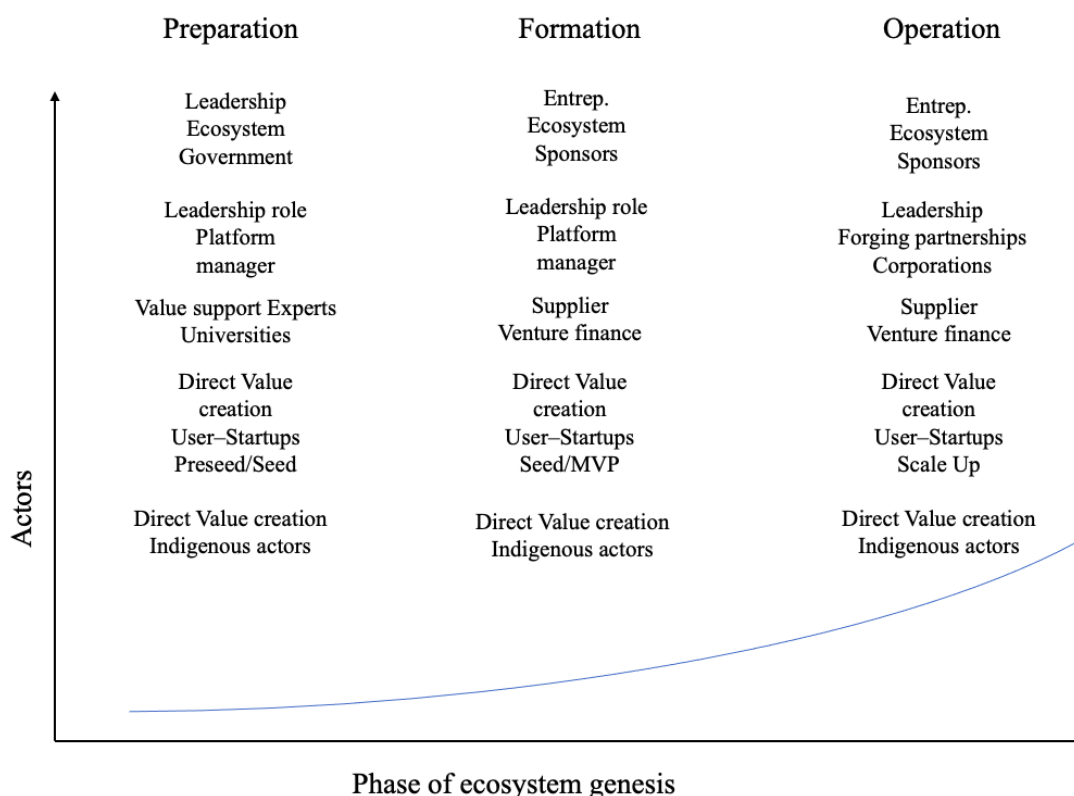 Preparation
Formation
Operation
Leadership
Ecosystem
Government
Entrep.
Ecosystem
Sponsors
Entrep.
Ecosystem
Sponsors
Leadership role
Platform
manager
Leadership role
Platform
manager
Leadership
Forging partnerships
Corporations
Value support Experts
Universities
Supplier
Venture finance
Supplier
Venture finance
Direct Value
creation
User–Startups
Preseed/Seed
Direct Value
creation
User–Startups
Seed/MVP
Direct Value
creation
User–Startups
Scale Up
Direct Value creation
Indigenous actors
Direct Value creation
Indigenous actors
Direct Value creation
Indigenous actors
Actors
Phase of ecosystem genesis